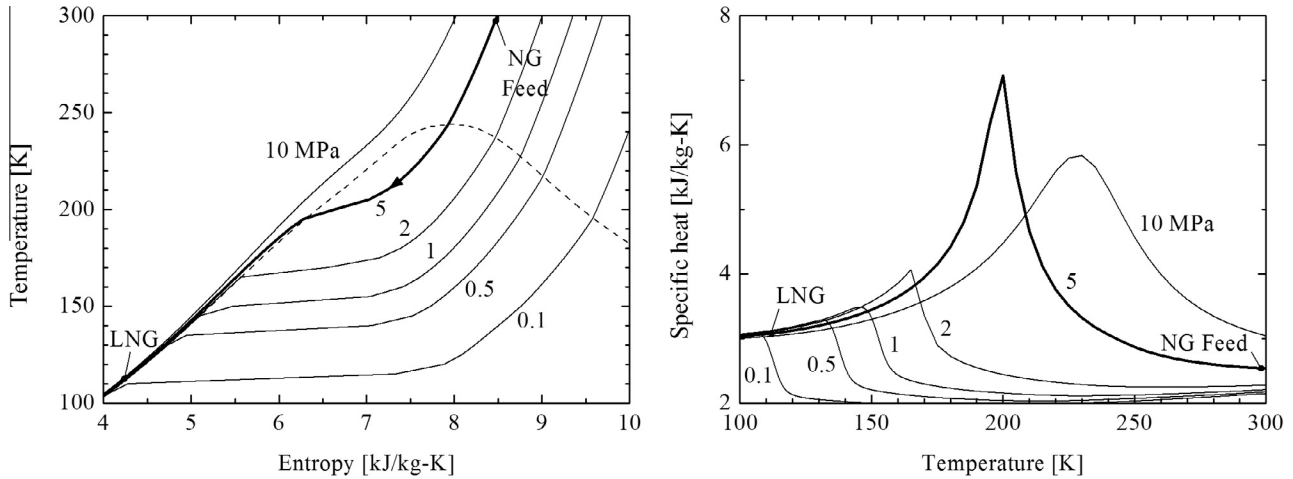 300
250
200
150
100
Temperature [K]
10 MPa
NG
Feed
5
2
1
0.5
0.1
LNG
4
5
6
7
8
9
10
Entropy [kJ/kg-K]
8
6
4
2
Specific heat [kJ/kg-K]
10 MPa
5
LNG
2
NG Feed
1
0.5
0.1
100
150
200
250
300
Temperature [K]